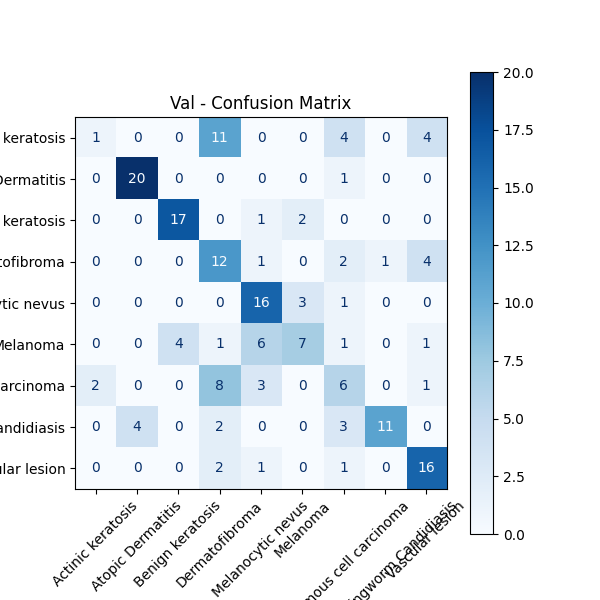 Val - Confusion Matrix
keratosis 1 0 0 11 0 0 4 0 4
Dermatitis 0 20 0 0 0 0 1 0 0
keratosis 0 0 17 0 1 2 0 0 0
tofibroma 0 0 0 12 1 0 2 1 4
ytic nevus 0 0 0 0 16 3 1 0 0
Melanoma 0 0 4 1 6 7 1 0 1
arcinoma 2 0 0 8 3 0 6 0 1
andidiasis 0 4 0 2 0 0 3 11 0
ular lesion 0 0 0 2 1 0 1 0 16
Actinic keratosis
Atopic Dermatitis
Benign keratosis
Dermatofibroma
Melanocytic nevus
Melanoma
mous cell carcinoma
ngworm Candidiasis
Vascular lesion
20.0
17.5
15.0
12.5
10.0
7.5
5.0
2.5
0.0